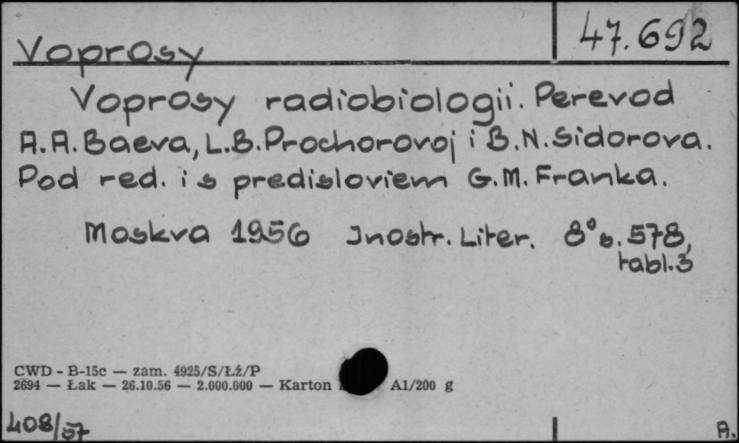 47.692
Voprosy
Voprosy radiobiologii. Perevod
A.A.Baeva, L.B.Prochorovoj i B.N.Sidorova.
Pod red. i s predisloviem G.M.Franka.
Moskva 1956 Inostr. Liter. 8° s. 578,
tabl.3
CWD - B-15c — zam. 4925/S/Łź/P
2694 — Łak — 26.10.56 — 2.000.000 — Karton A1/200 g
408/57
A.